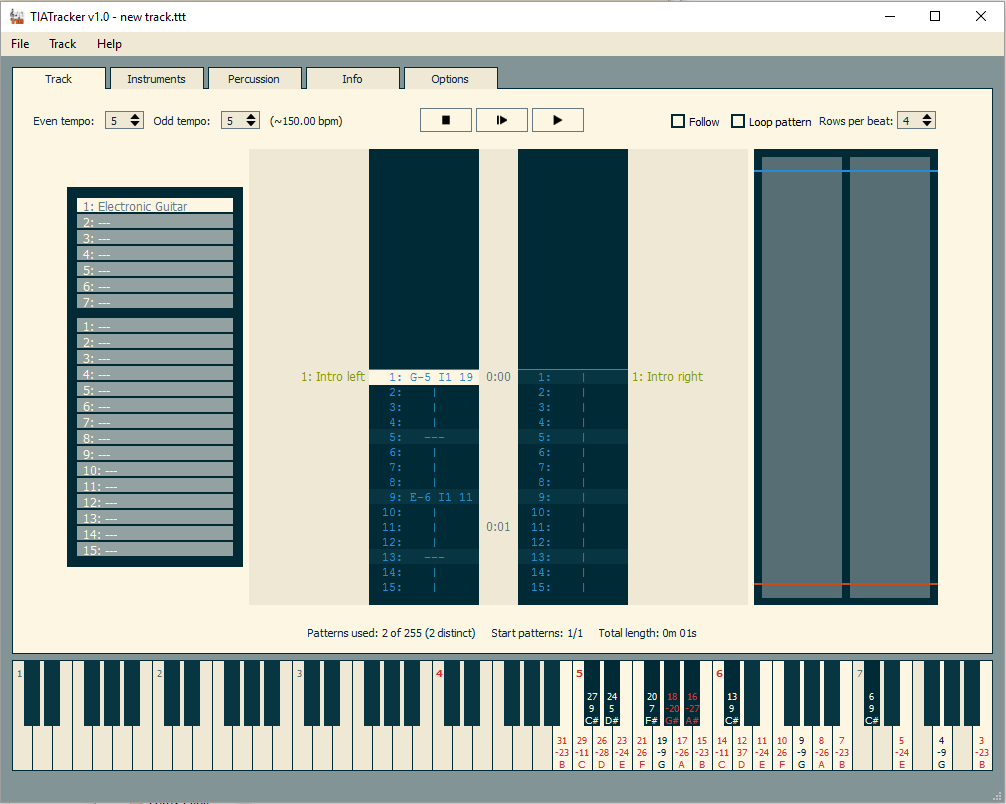 TIATracker v1.0 - new track.ttt
File Track Help
Track Instruments Percussion Info Options
Even tempo: 5 Odd tempo: 5 (~150.00 bpm) Follow Loop pattern Rows per beat: 4
1: Electronic Guitar
2: ---
3: ---
4: ---
5: ---
6: ---
7: ---
1: ---
2: ---
3: ---
4: ---
5: ---
6: ---
7: ---
8: ---
9: ---
10: ---
11: ---
12: ---
13: ---
14: ---
15: ---
1: Intro left 1: G-5 I1 19 0:00 1: | 1: Intro right
2: | 2: |
3: | 3: |
4: | 4: |
5: --- 5: |
6: | 6: |
7: | 7: |
8: | 8: |
9: E-6 I1 11 9: |
10: | 10: |
11: | 0:01 11: |
12: | 12: |
13: --- 13: |
14: | 14: |
15: | 15: |
Patterns used: 2 of 255 (2 distinct) Start patterns: 1/1 Total length: 0m 01s
1 2 3 4 5 6 7
27 24 20 18 16 13 6
9 5 7 -20 -27 9 9
C# D# F# G# A# C# C#
31 29 26 23 21 19 17 15 14 12 11 10 9 8 7 5 4 3
-23 -11 -28 -24 26 -9 -26 -23 -11 37 -24 26 -9 -26 -23 -24 -9 -23
B C D E F G A B C D E F G A B E G B